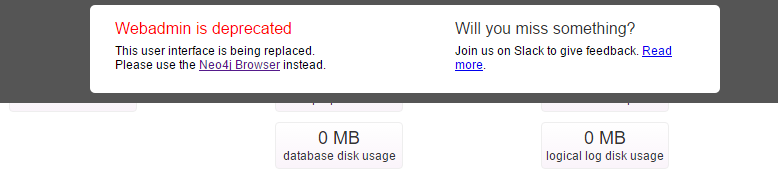 Webadmin is deprecated
This user interface is being replaced.
Please use the Neo4j Browser instead.
Will you miss something?
Join us on Slack to give feedback. Read
more.
0 MB
database disk usage
0 MB
logical log disk usage